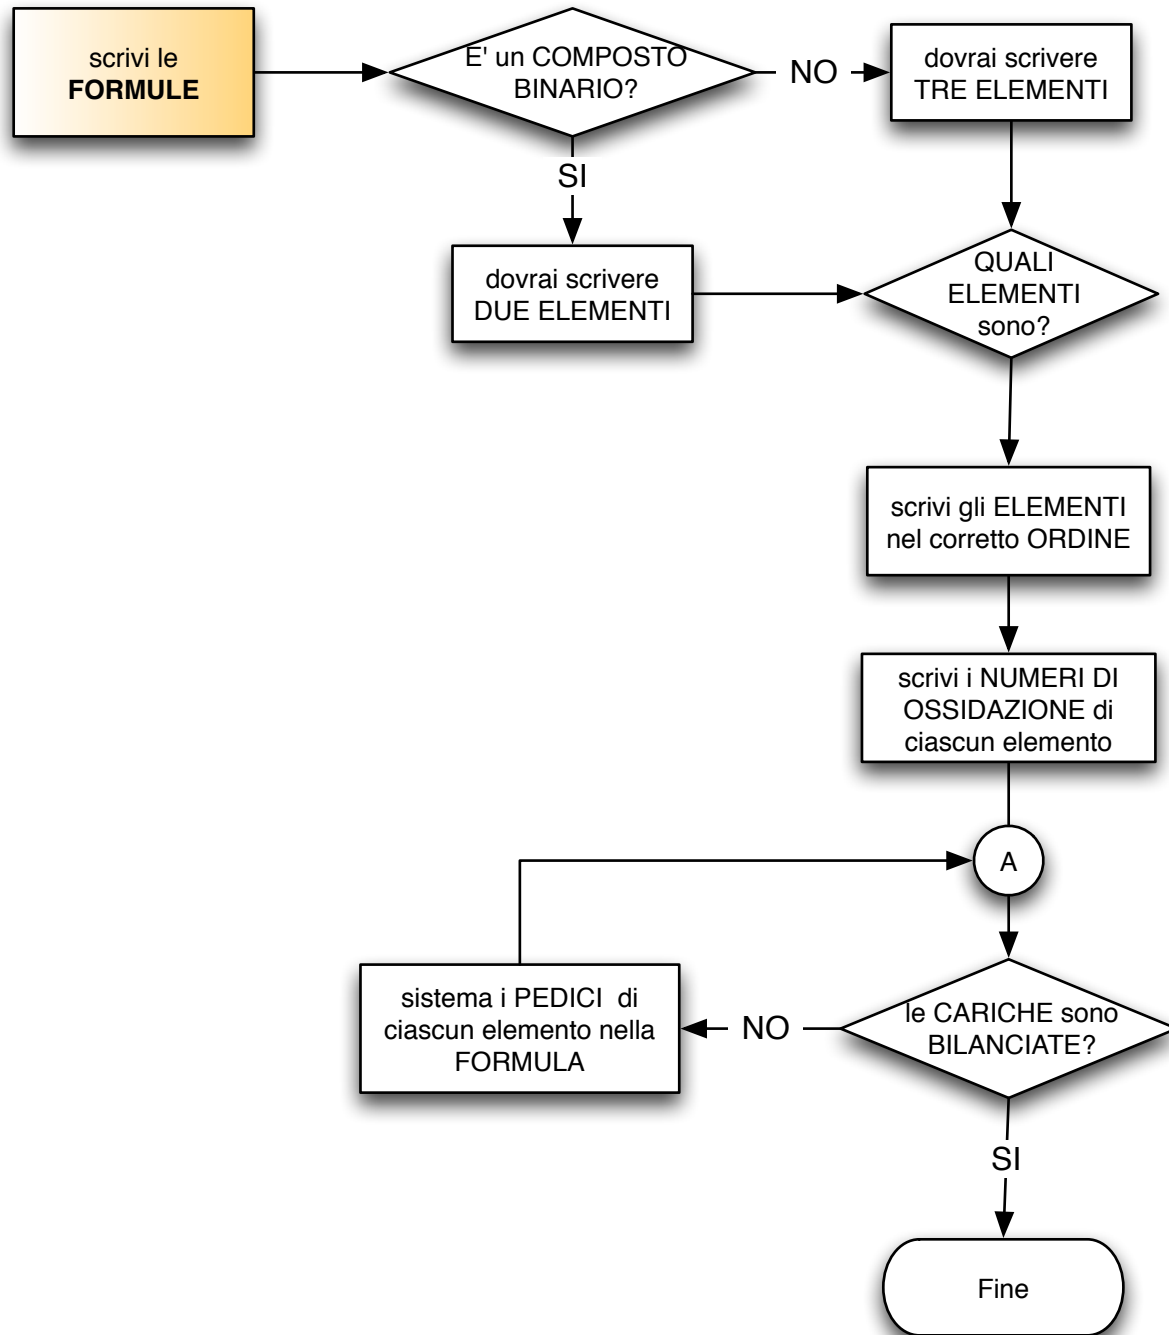 scrivi le
FORMULE
E' un COMPOSTO
BINARIO?
NO
dovrai scrivere
TRE ELEMENTI
SI
dovrai scrivere
DUE ELEMENTI
QUALI
ELEMENTI
sono?
scrivi gli ELEMENTI
nel corretto ORDINE
scrivi i NUMERI DI
OSSIDAZIONE di
ciascun elemento
A
le CARICHE sono
BILANCIATE?
NO
sistema i PEDICI di
ciascun elemento nella
FORMULA
SI
Fine